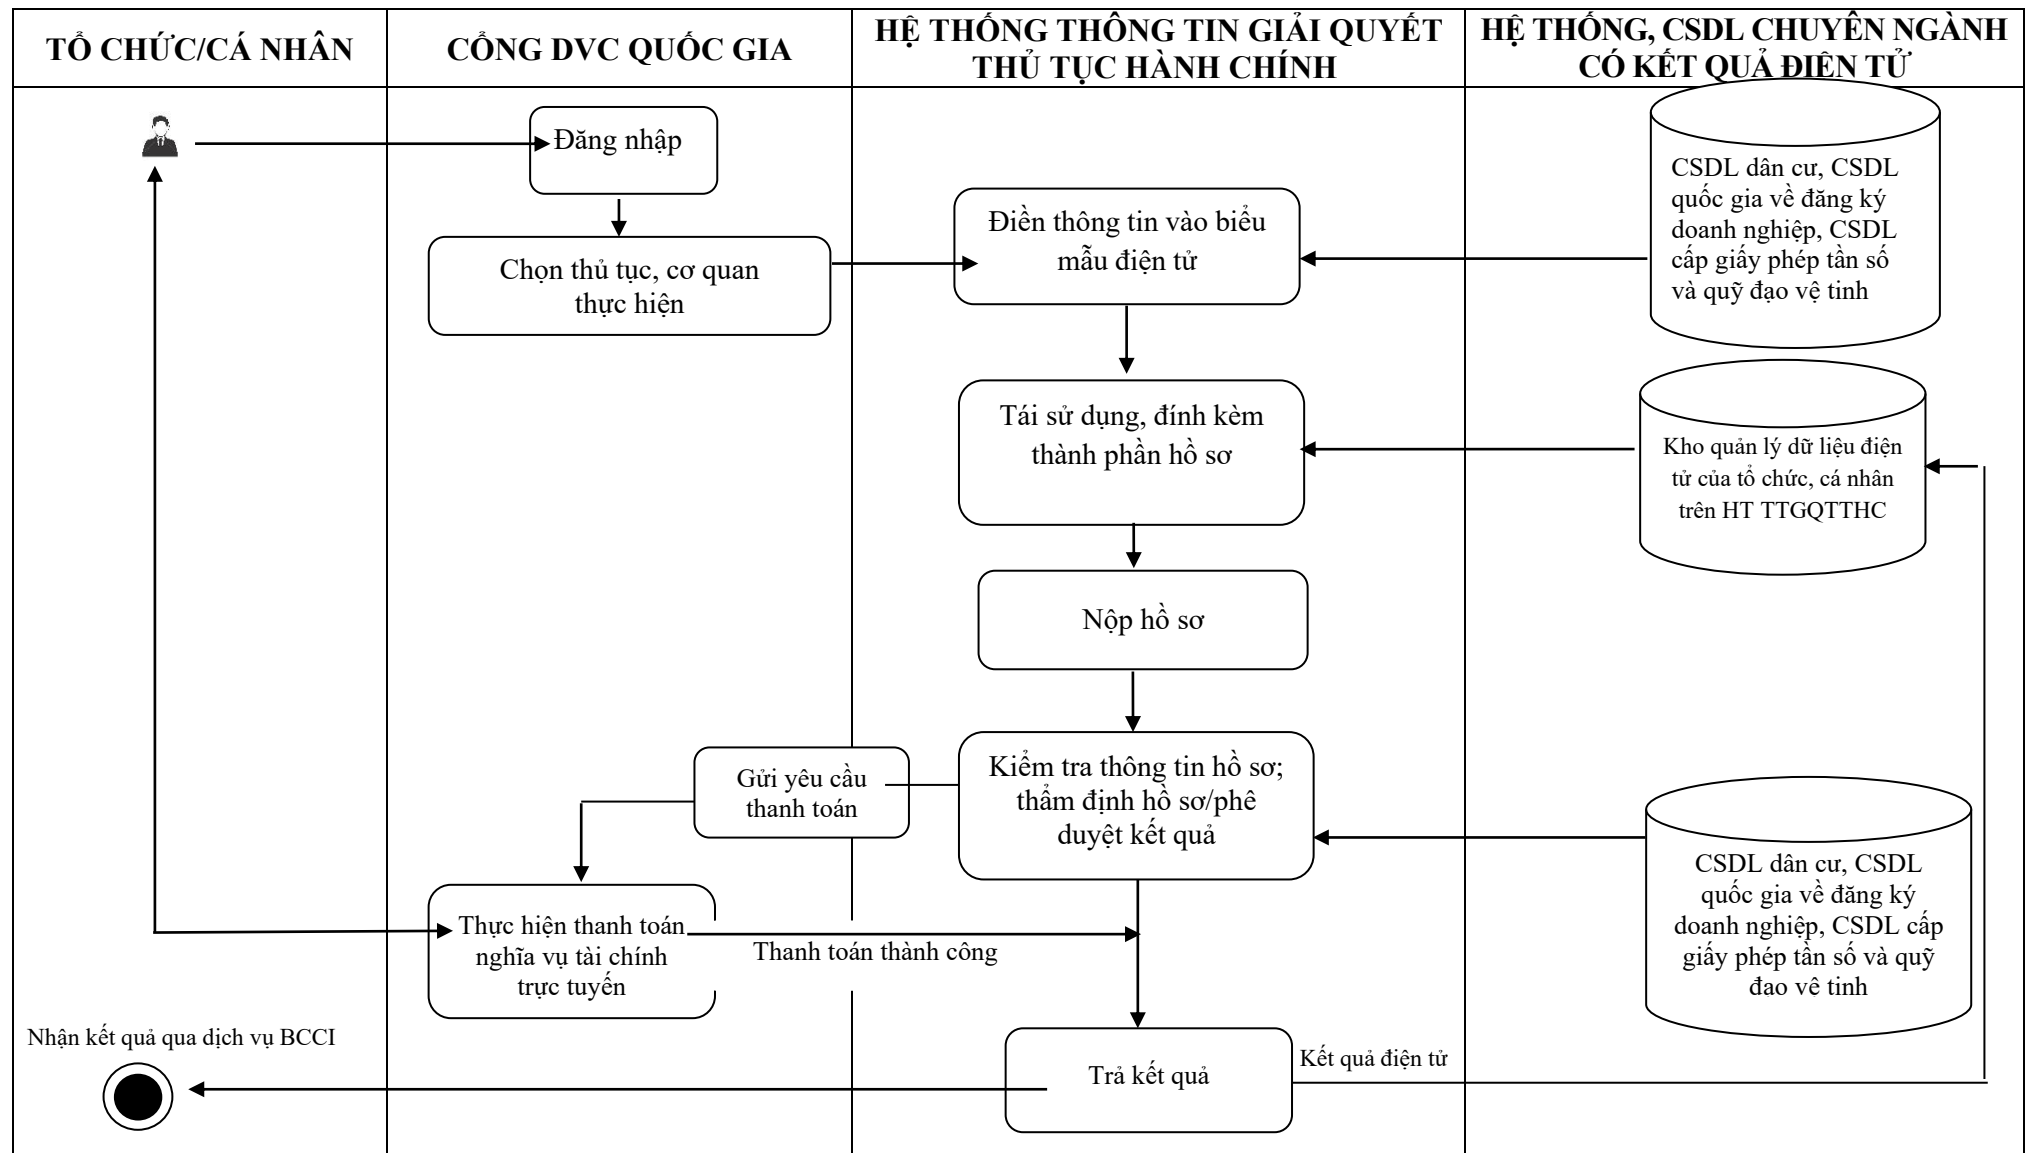 TỔ CHỨC/CÁ NHÂN
CỔNG DVC QUỐC GIA
HỆ THỐNG THÔNG TIN GIẢI QUYẾT
THỦ TỤC HÀNH CHÍNH
HỆ THỐNG, CSDL CHUYÊN NGÀNH
CÓ KẾT QUẢ ĐIỆN TỬ
Đăng nhập
Chọn thủ tục, cơ quan
thực hiện
Điền thông tin vào biểu
mẫu điện tử
CSDL dân cư, CSDL
quốc gia về đăng ký
doanh nghiệp, CSDL
cấp giấy phép tần số
và quỹ đạo vệ tinh
Tái sử dụng, đính kèm
thành phần hồ sơ
Kho quản lý dữ liệu điện
tử của tổ chức, cá nhân
trên HT TTGQTTHC
Nộp hồ sơ
Gửi yêu cầu
thanh toán
Kiểm tra thông tin hồ sơ;
thẩm định hồ sơ/phê
duyệt kết quả
CSDL dân cư, CSDL
quốc gia về đăng ký
doanh nghiệp, CSDL cấp
giấy phép tần số và quỹ
đao vê tinh
Thực hiện thanh toán
nghĩa vụ tài chính
trực tuyến
Thanh toán thành công
Nhận kết quả qua dịch vụ BCCI
Trả kết quả
Kết quả điện tử